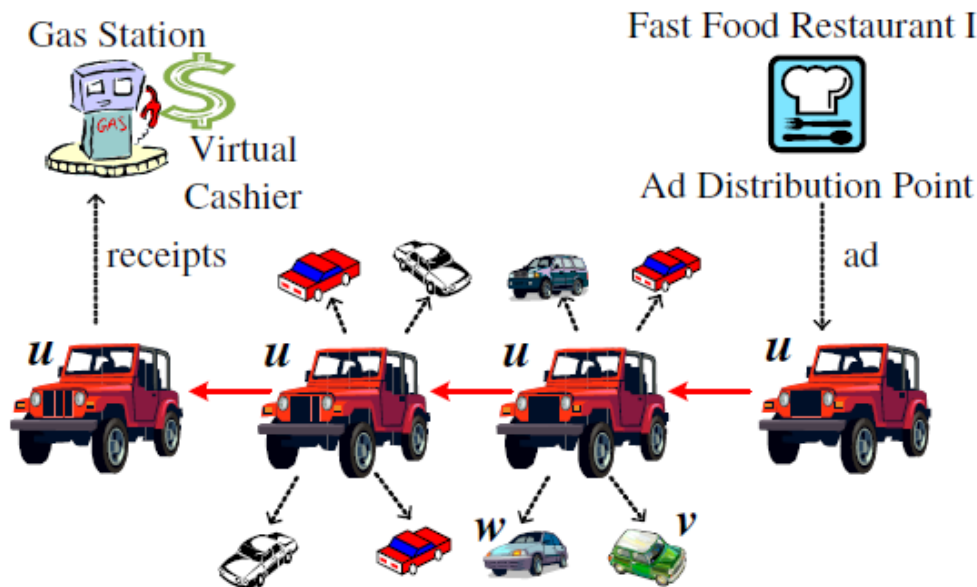 Gas Station
Fast Food Restaurant I
GAS
$
Virtual
Cashier
Ad Distribution Point
receipts
ad
u
u
u
u
w
v